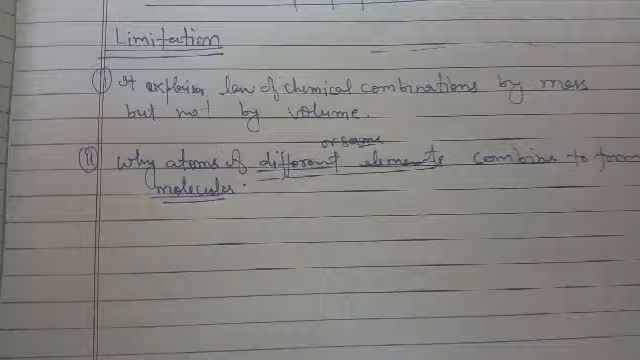 Limitation
(i) It explains law of chemical combinations by mass
but not by volume.
or same
(ii) Why atoms of different elements combine to form
molecules.